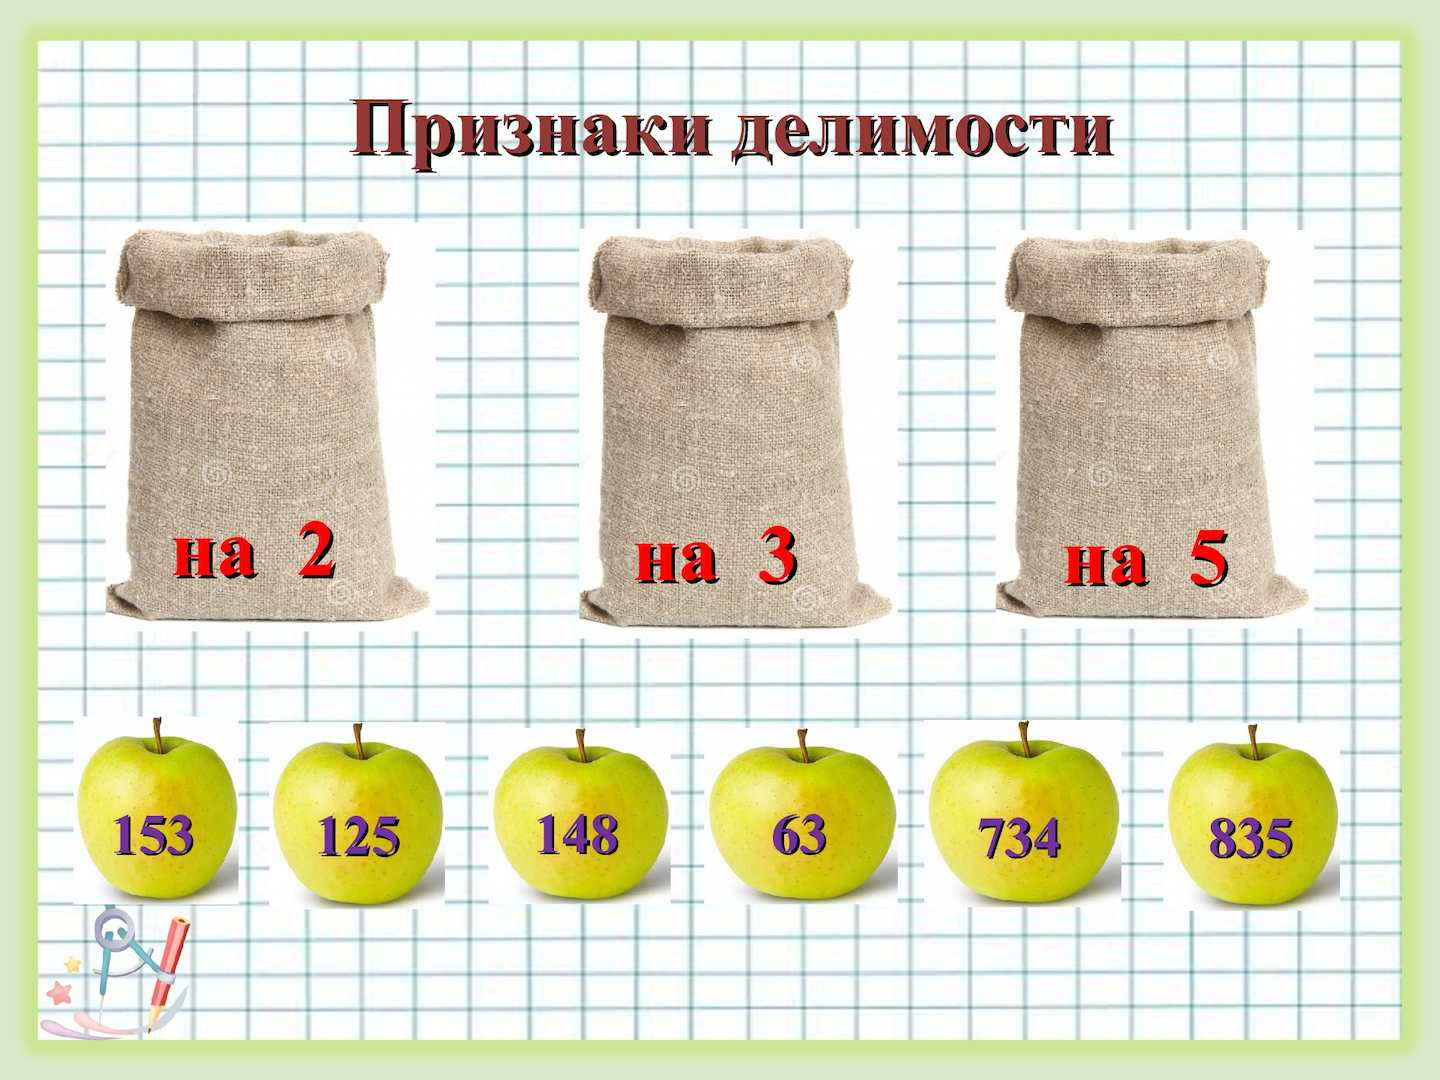 Признаки делимости
на 2
на 3
на 5
153
125
148
63
734
835